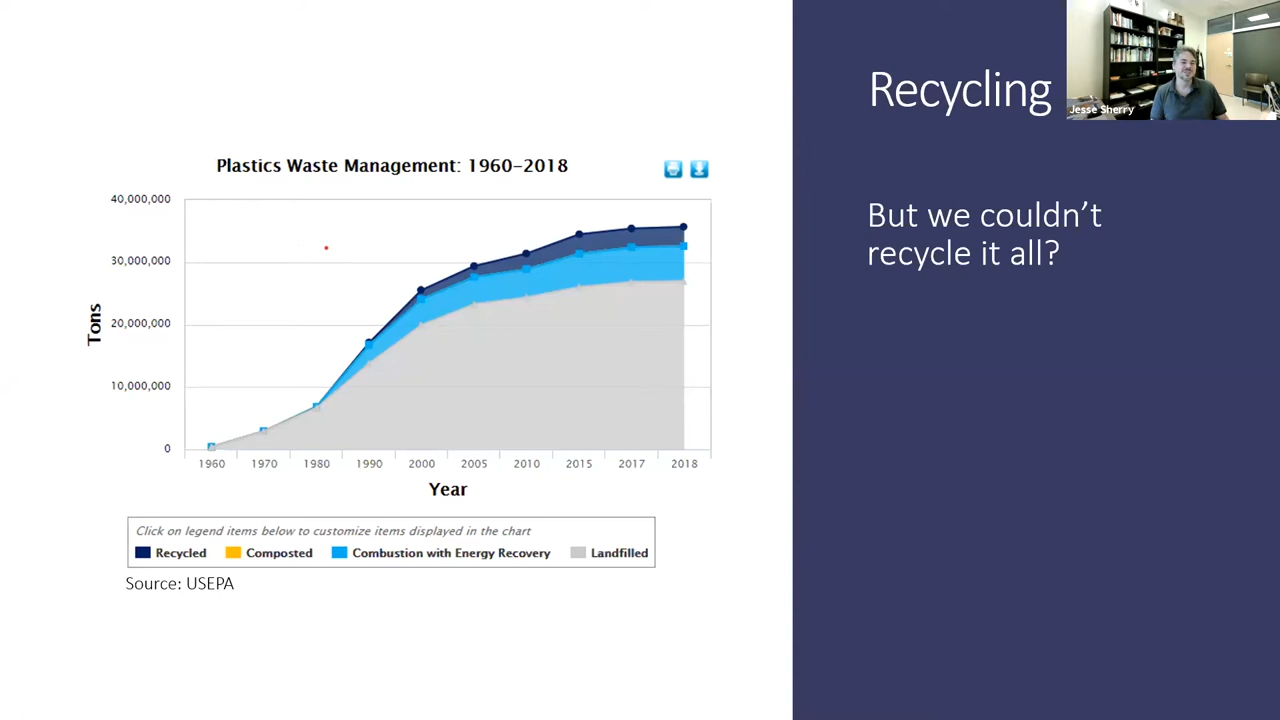 Recycling
Jesse Sherry
But we couldn’t
recycle it all?
Plastics Waste Management: 1960–2018
40,000,000
30,000,000
20,000,000
10,000,000
0
Tons
1960 1970 1980 1990 2000 2005 2010 2015 2017 2018
Year
Click on legend items below to customize items displayed in the chart
Recycled Composted Combustion with Energy Recovery Landfilled
Source: USEPA